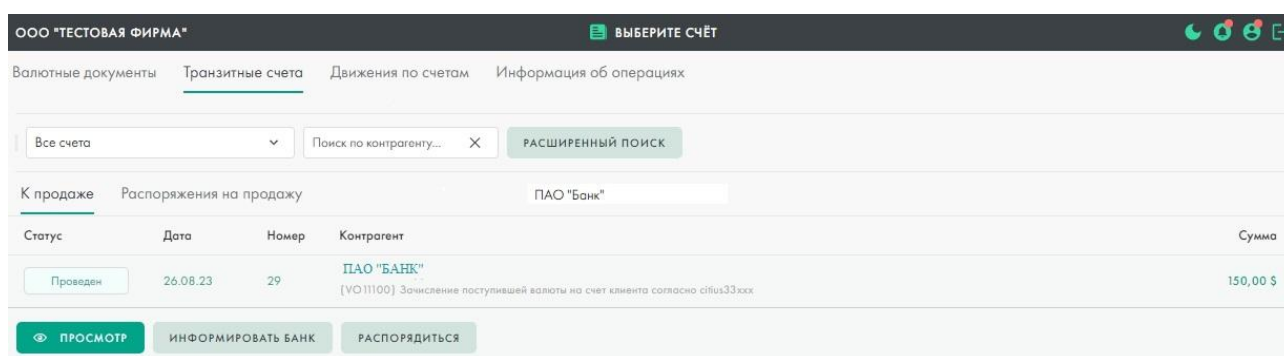 ООО "ТЕСТОВАЯ ФИРМА" ВЫБЕРИТЕ СЧЁТ
Валютные документы Транзитные счета Движения по счетам Информация об операциях
Все счета Поиск по контрагенту... РАСШИРЕННЫЙ ПОИСК
К продаже Распоряжения на продажу ПАО "Банк"
Статус Дата Номер Контрагент Сумма
Проведен 26.08.23 29 ПАО "БАНК" 150,00 $
{VO11100} Зачисление поступившей валюты на счет клиента согласно citius33xxx
ПРОСМОТР ИНФОРМИРОВАТЬ БАНК РАСПОРЯДИТЬСЯ